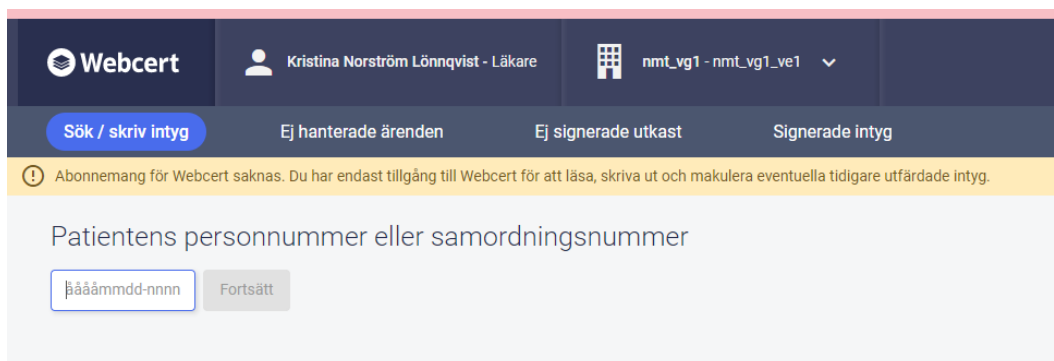 Webcert
Kristina Norström Lönnqvist - Läkare
nmt_vg1 - nmt_vg1_ve1
Sök / skriv intyg
Ej hanterade ärenden
Ej signerade utkast
Signerade intyg
Abonnemang för Webcert saknas. Du har endast tillgång till Webcert för att läsa, skriva ut och makulera eventuella tidigare utfärdade intyg.
Patientens personnummer eller samordningsnummer
ååååmmdd-nnnn
Fortsätt